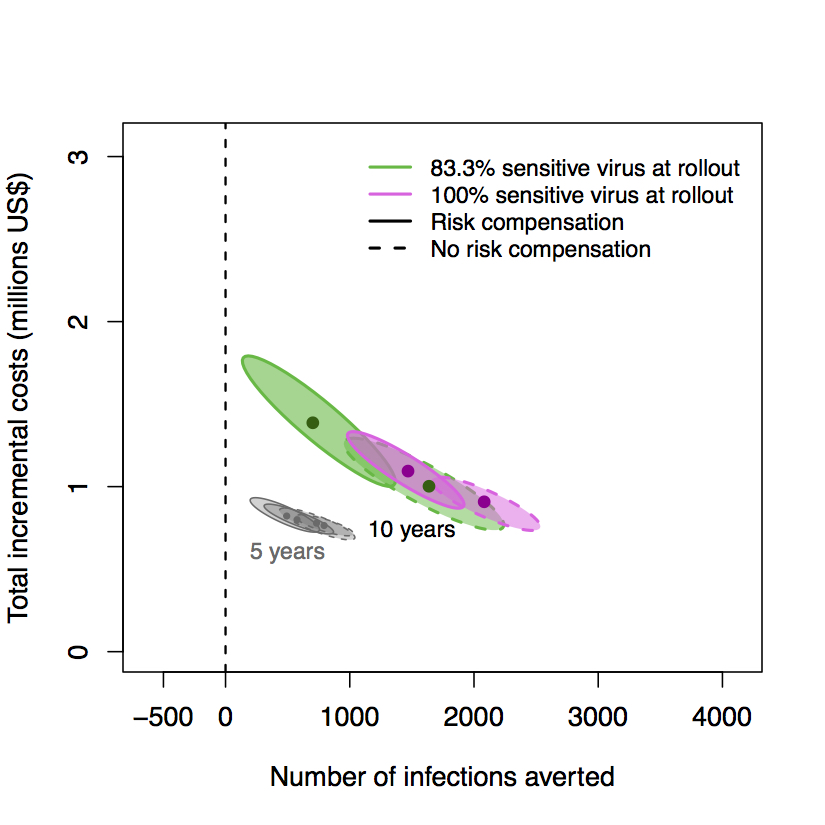 Total incremental costs (millions US$)
3
2
1
0
83.3% sensitive virus at rollout
100% sensitive virus at rollout
Risk compensation
No risk compensation
10 years
5 years
−500 0 1000 2000 3000 4000
Number of infections averted